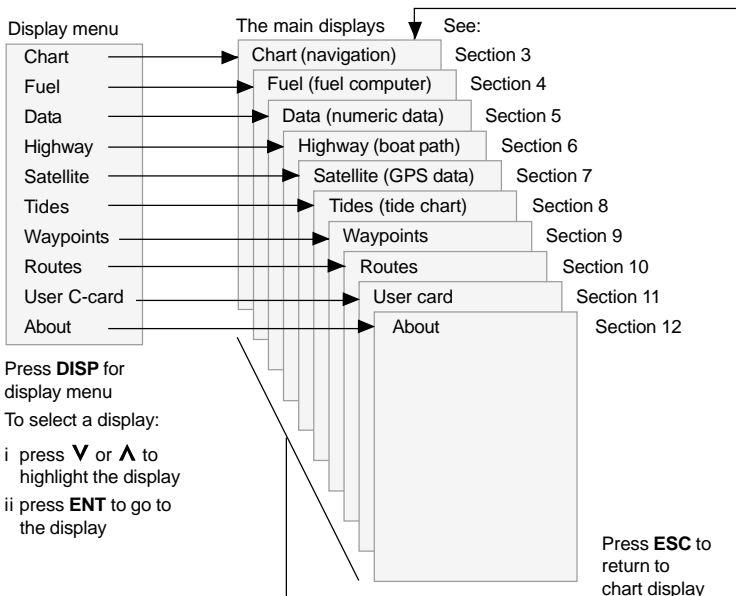 Display menu
Chart
Fuel
Data
Highway
Satellite
Tides
Waypoints
Routes
User C-card
About
Press DISP for
display menu
To select a display:
i press V or Λ to
highlight the display
ii press ENT to go to
the display
The main displays
See:
Chart (navigation)
Section 3
Fuel (fuel computer)
Section 4
Data (numeric data)
Section 5
Highway (boat path)
Section 6
Satellite (GPS data)
Section 7
Tides (tide chart)
Section 8
Waypoints
Section 9
Routes
Section 10
User card
Section 11
About
Section 12
Press ESC to
return to
chart display